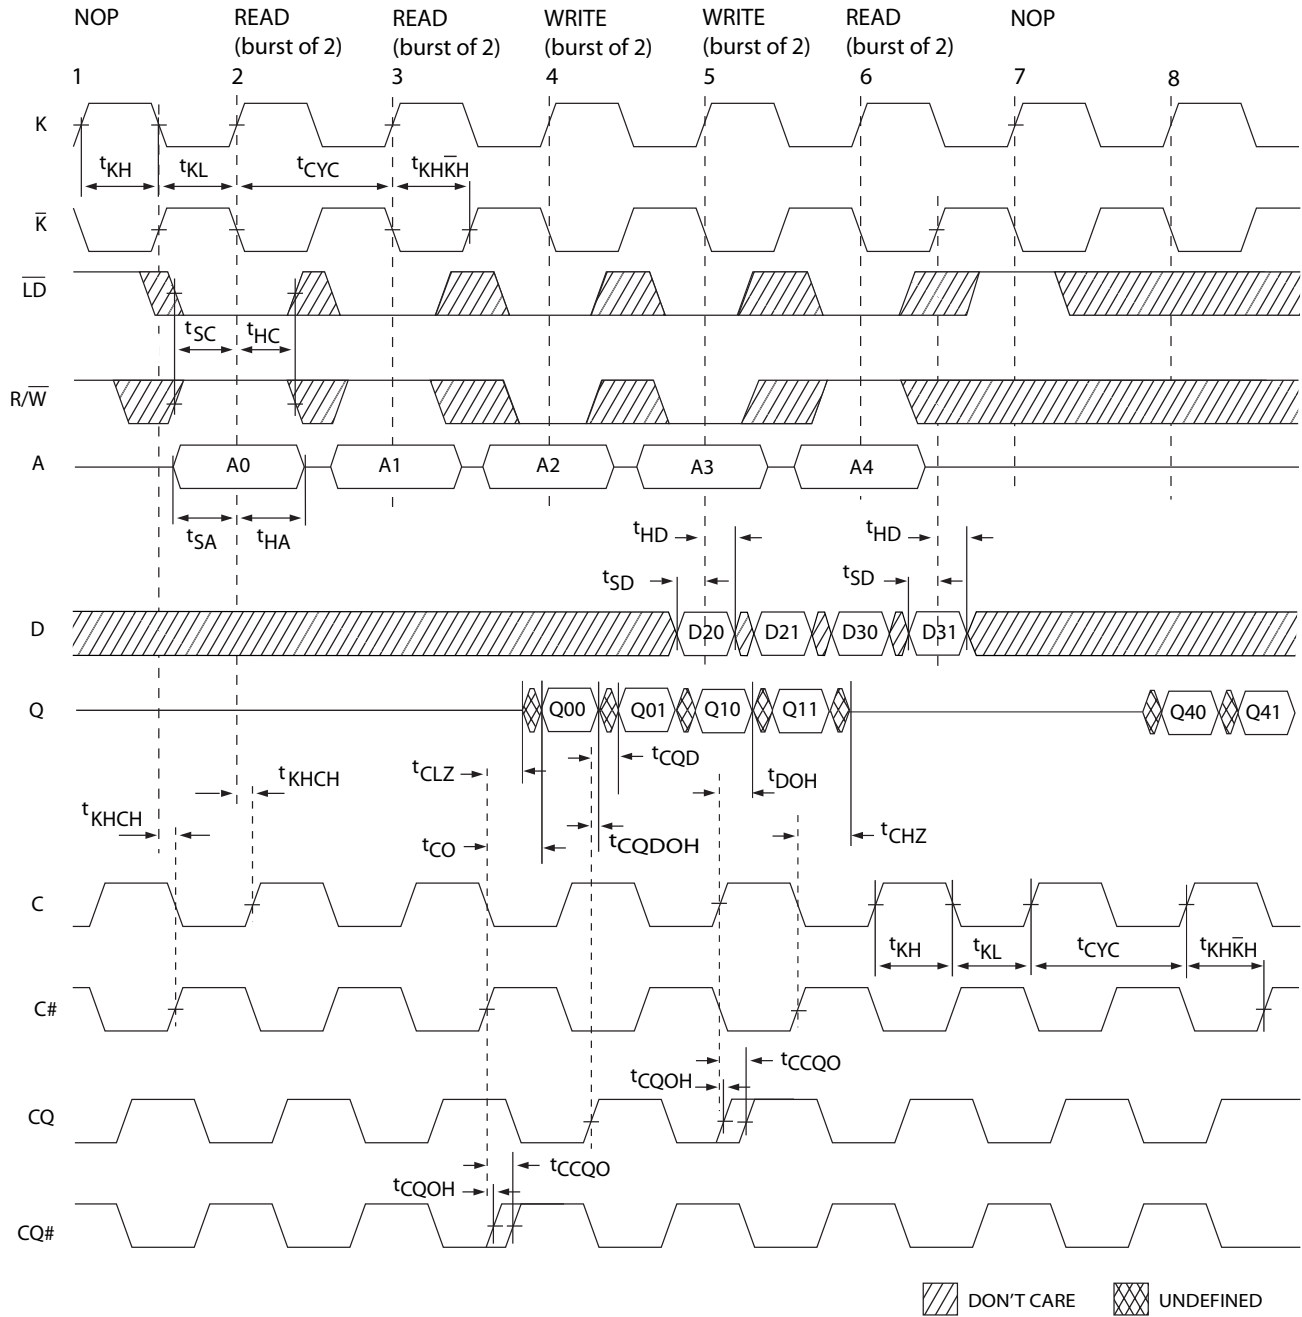 NOP READ READ WRITE WRITE READ NOP
(burst of 2) (burst of 2) (burst of 2) (burst of 2) (burst of 2)
1 2 3 4 5 6 7 8
K
tKH tKL tCYC tKHK̅H
K̅
L̅D̅
tSC tHC
R/W̅
A A0 A1 A2 A3 A4
tSA tHA tHD tHD
tSD tSD
D D20 D21 D30 D31
Q Q00 Q01 Q10 Q11 Q40 Q41
tKHCH tCLZ tCQD tDOH
tKHCH tCO tCQDOH tCHZ
C
tKH tKL tCYC tKHK̅H
C#
tCCQO
tCQOH
CQ
tCCQO
tCQOH
CQ#
DON'T CARE UNDEFINED